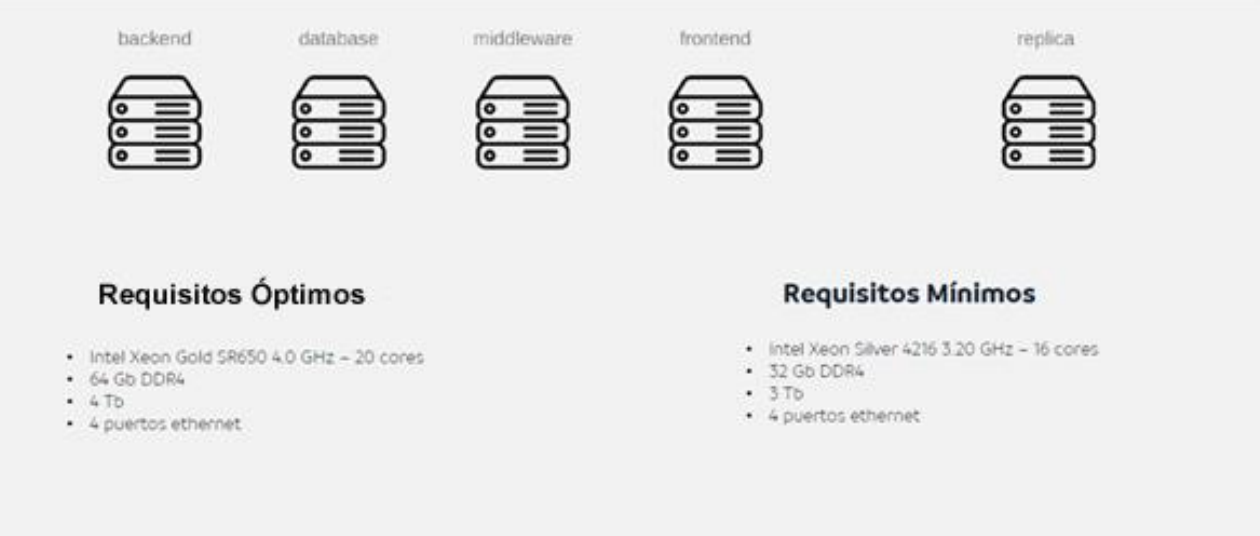 backend
database
middleware
frontend
replica
Requisitos Óptimos
• Intel Xeon Gold SR650 4.0 GHz – 20 cores
• 64 Gb DDR4
• 4 Tb
• 4 puertos ethernet
Requisitos Mínimos
• Intel Xeon Silver 4216 3.20 GHz – 16 cores
• 32 Gb DDR4
• 3 Tb
• 4 puertos ethernet